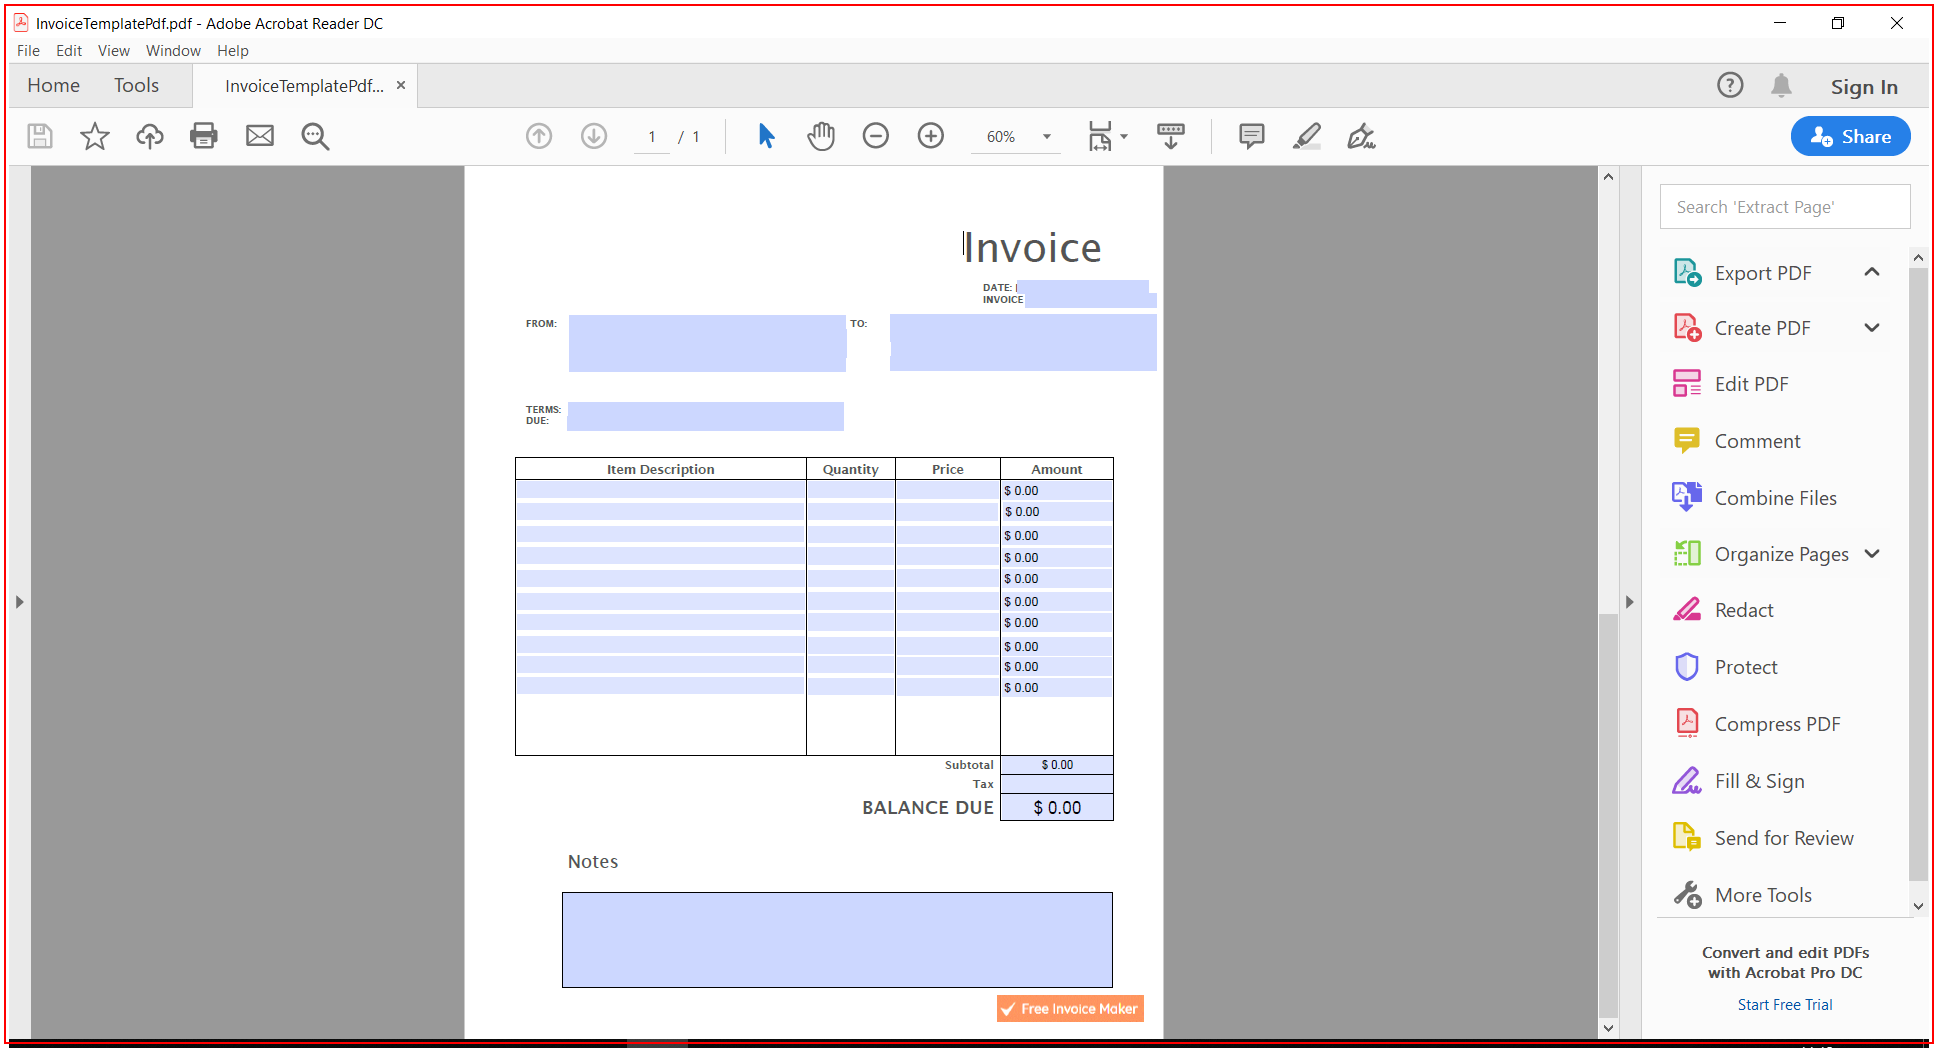 InvoiceTemplatePdf.pdf - Adobe Acrobat Reader DC
File Edit View Window Help
Home Tools InvoiceTemplatePdf... × Sign In
1 / 1 60% Share
Search 'Extract Page'
Invoice
DATE:
INVOICE
FROM: TO:
TERMS:
DUE:
Item Description Quantity Price Amount
$ 0.00
$ 0.00
$ 0.00
$ 0.00
$ 0.00
$ 0.00
$ 0.00
$ 0.00
$ 0.00
$ 0.00
Subtotal $ 0.00
Tax
BALANCE DUE $ 0.00
Notes
Free Invoice Maker
Export PDF
Create PDF
Edit PDF
Comment
Combine Files
Organize Pages
Redact
Protect
Compress PDF
Fill & Sign
Send for Review
More Tools
Convert and edit PDFs
with Acrobat Pro DC
Start Free Trial